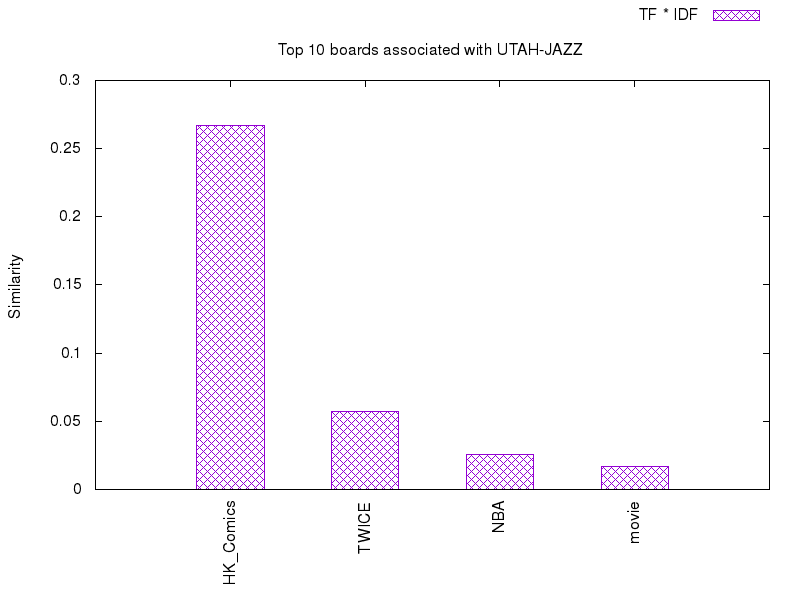 TF * IDF
Top 10 boards associated with UTAH-JAZZ
0.3
0.25
0.2
0.15
0.1
0.05
0
Similarity
HK_Comics
TWICE
NBA
movie